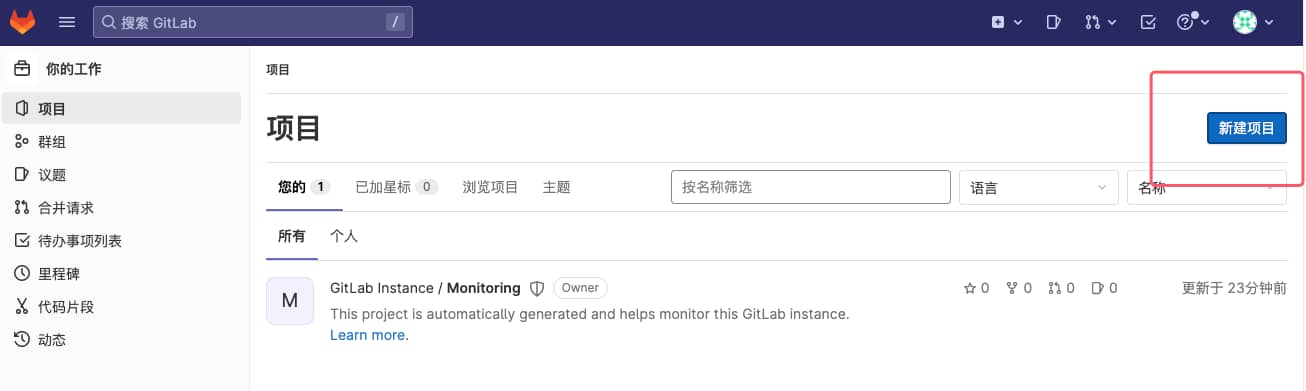 搜索 GitLab /
你的工作
项目
群组
议题
合并请求
待办事项列表
里程碑
代码片段
动态
项目
项目
新建项目
您的 1 已加星标 0 浏览项目 主题 按名称筛选 语言 名称
所有 个人
M
GitLab Instance / Monitoring Owner 0 0 0 0 更新于 23分钟前
This project is automatically generated and helps monitor this GitLab instance.
Learn more.